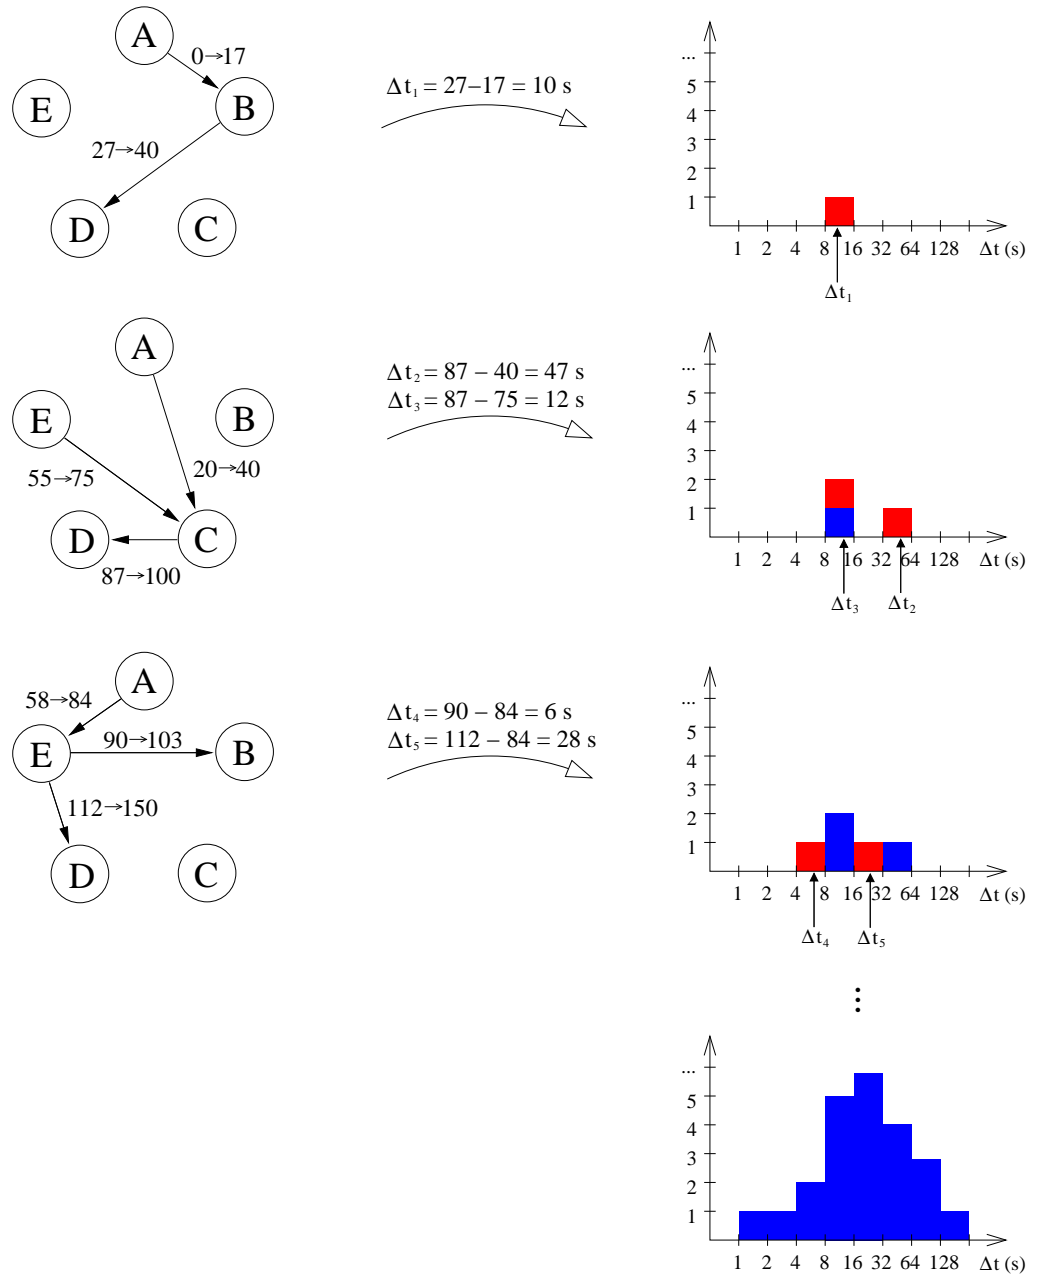 A
0→17
E
B
27→40
D
C
Δt₁ = 27–17 = 10 s
...
5
4
3
2
1
1 2 4 8 16 32 64 128 Δt (s)
Δt₁
A
E
B
55→75
20→40
D
C
87→100
Δt₂ = 87 – 40 = 47 s
Δt₃ = 87 – 75 = 12 s
...
5
4
3
2
1
1 2 4 8 16 32 64 128 Δt (s)
Δt₃ Δt₂
A
58→84
E
90→103
B
112→150
D
C
Δt₄ = 90 – 84 = 6 s
Δt₅ = 112 – 84 = 28 s
...
5
4
3
2
1
1 2 4 8 16 32 64 128 Δt (s)
Δt₄ Δt₅
...
5
4
3
2
1
1 2 4 8 16 32 64 128 Δt (s)